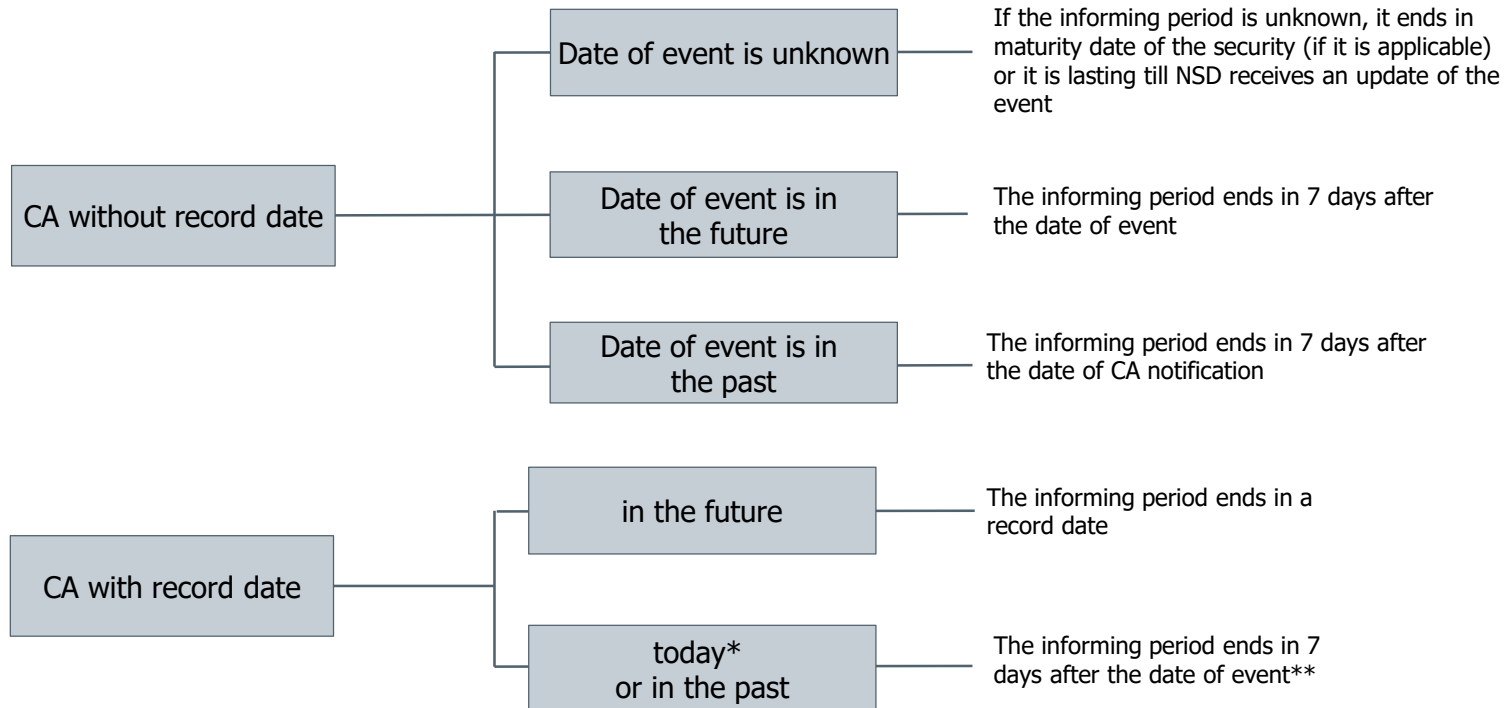 Date of event is unknown
If the informing period is unknown, it ends in
maturity date of the security (if it is applicable)
or it is lasting till NSD receives an update of the
event
CA without record date
Date of event is in
the future
The informing period ends in 7 days after
the date of event
Date of event is in
the past
The informing period ends in 7 days after
the date of CA notification
CA with record date
in the future
The informing period ends in a
record date
today*
or in the past
The informing period ends in 7
days after the date of event**